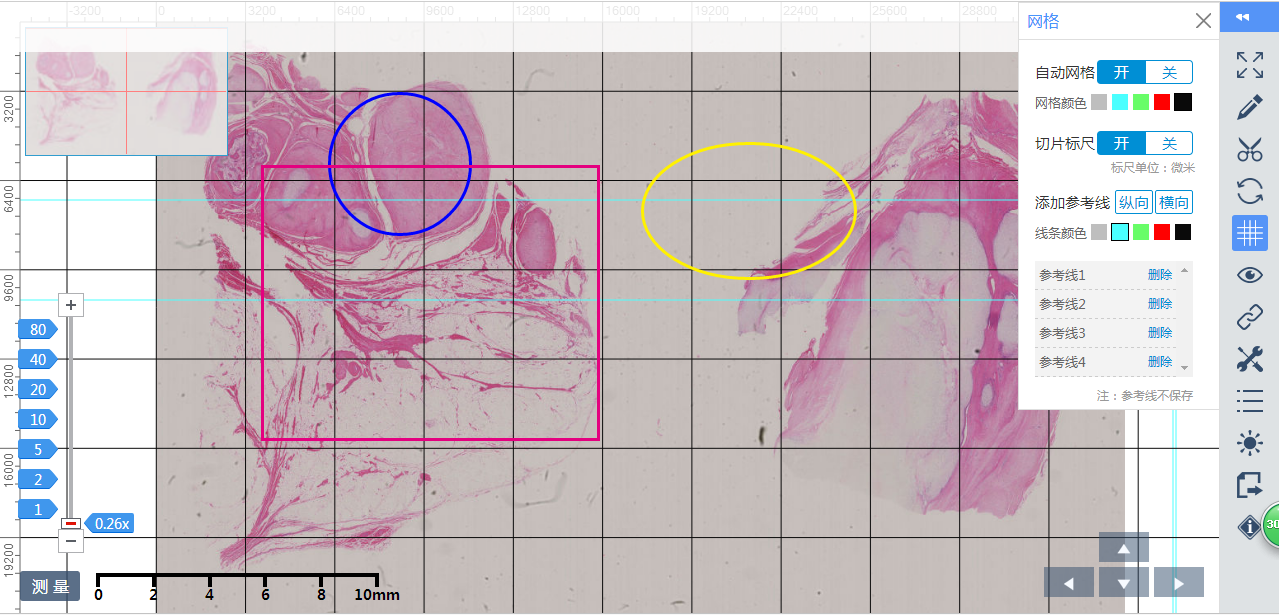 -3200 0 3200 6400 9600 12800 16000 19200 22400 25600 28800
网格
自动网格 开 关
网格颜色
切片标尺 开 关
标尺单位：微米
添加参考线 纵向 横向
线条颜色
参考线1 删除
参考线2 删除
参考线3 删除
参考线4 删除
注：参考线不保存
3200
6400
9600
12800
16000
19200
+
80
40
20
10
5
2
1
0.26x
测 量
0 2 4 6 8 10mm
30